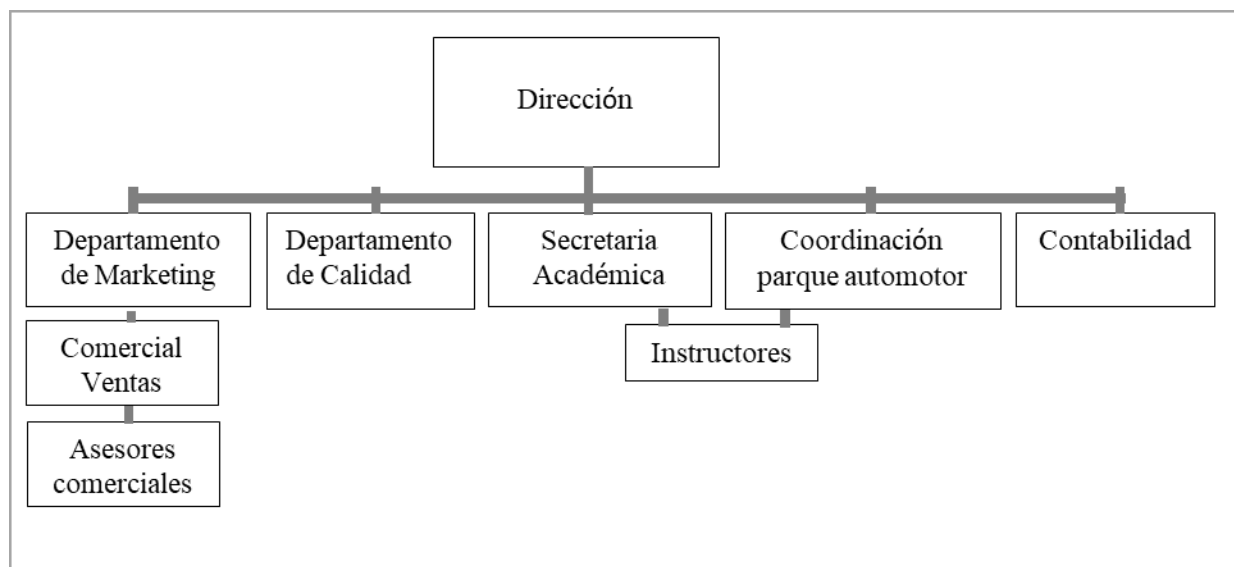 Dirección
Departamento
de Marketing
Departamento
de Calidad
Secretaria
Académica
Coordinación
parque automotor
Contabilidad
Comercial
Ventas
Instructores
Asesores
comerciales